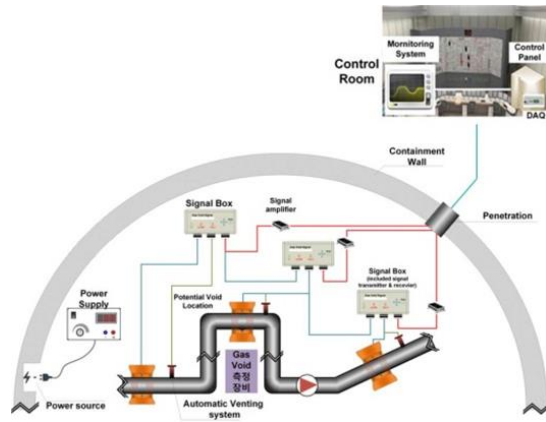 Mornitoring
System
Control
Panel
Control
Room
DAQ
Containment
Wall
Signal Box
Signal
amplifier
Penetration
Signal Box
(included signal
transmitter & recevier)
Power
Supply
Potential Void
Location
Gas
Void
측정
장비
Automatic Venting
system
Power source